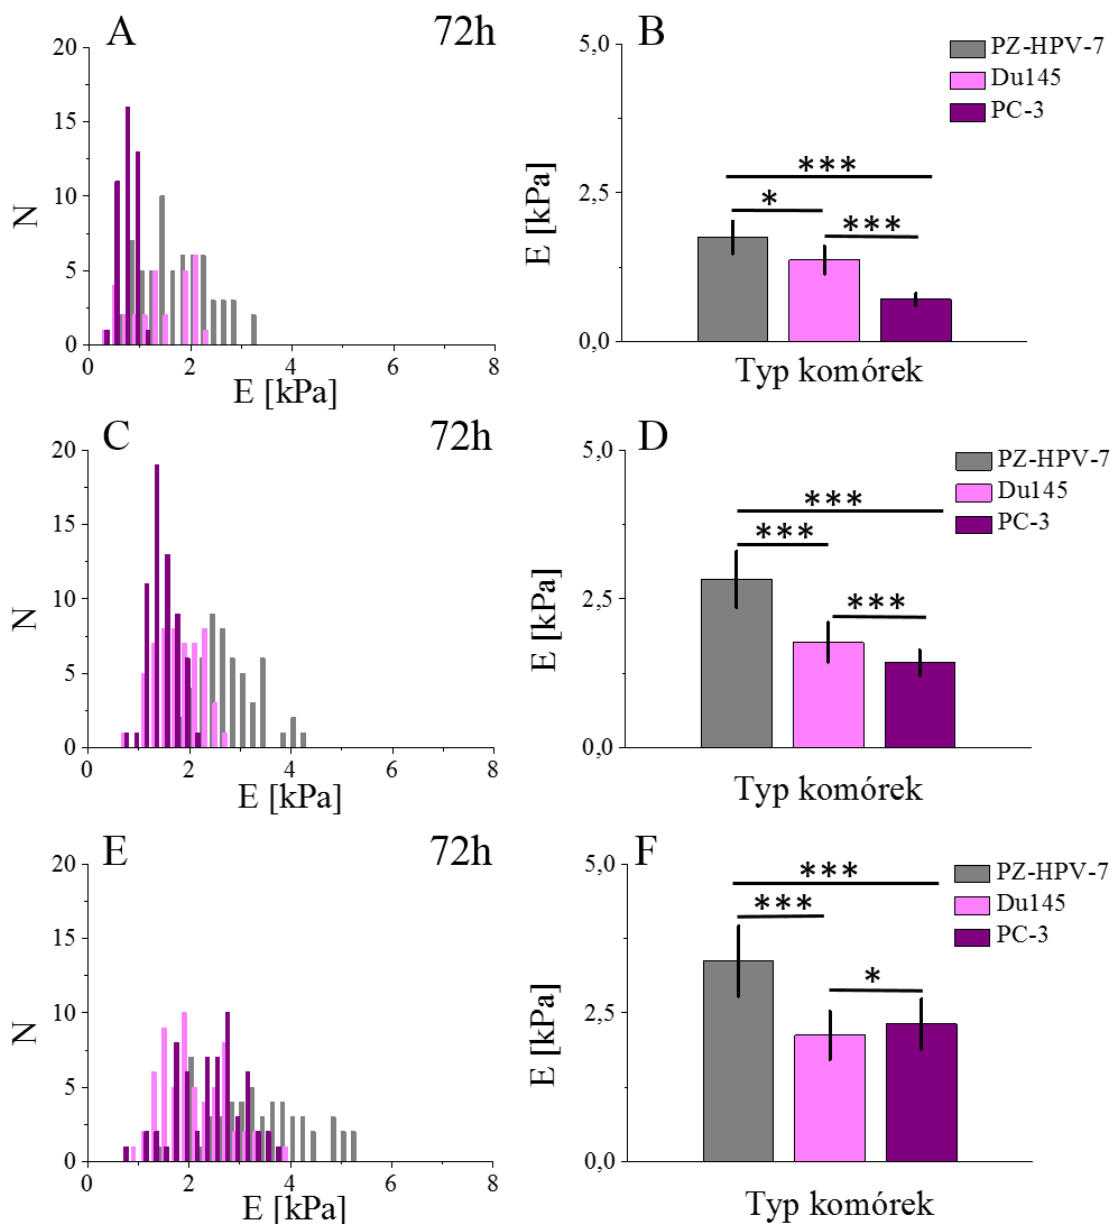 A 72h
20
15
10
5
0
N
0 2 4 6 8
E [kPa]
B
PZ-HPV-7
Du145
PC-3
5,0
2,5
0,0
E [kPa]
***
* ***
Typ komórek
C 72h
20
15
10
5
0
N
0 2 4 6 8
E [kPa]
D
PZ-HPV-7
Du145
PC-3
5,0
2,5
0,0
E [kPa]
***
***
***
Typ komórek
E 72h
20
15
10
5
0
N
0 2 4 6 8
E [kPa]
F
PZ-HPV-7
Du145
PC-3
5,0
2,5
0,0
E [kPa]
***
***
*
Typ komórek